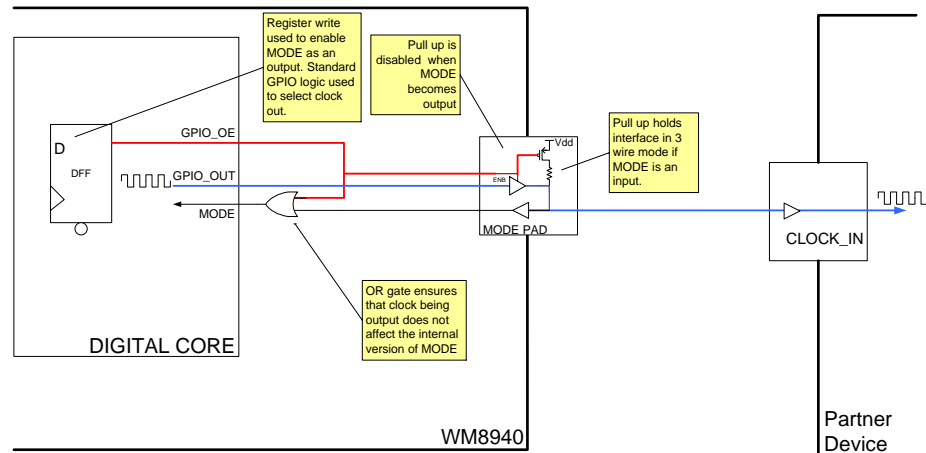 Register write
used to enable
MODE as an
output. Standard
GPIO logic used
to select clock
out.
Pull up is
disabled when
MODE
becomes
output
Pull up holds
interface in 3
wire mode if
MODE is an
input.
Vdd
D
DFF
GPIO_OE
GPIO_OUT
ENB
MODE
MODE PAD
CLOCK_IN
OR gate ensures
that clock being
output does not
affect the internal
version of MODE
DIGITAL CORE
WM8940
Partner
Device